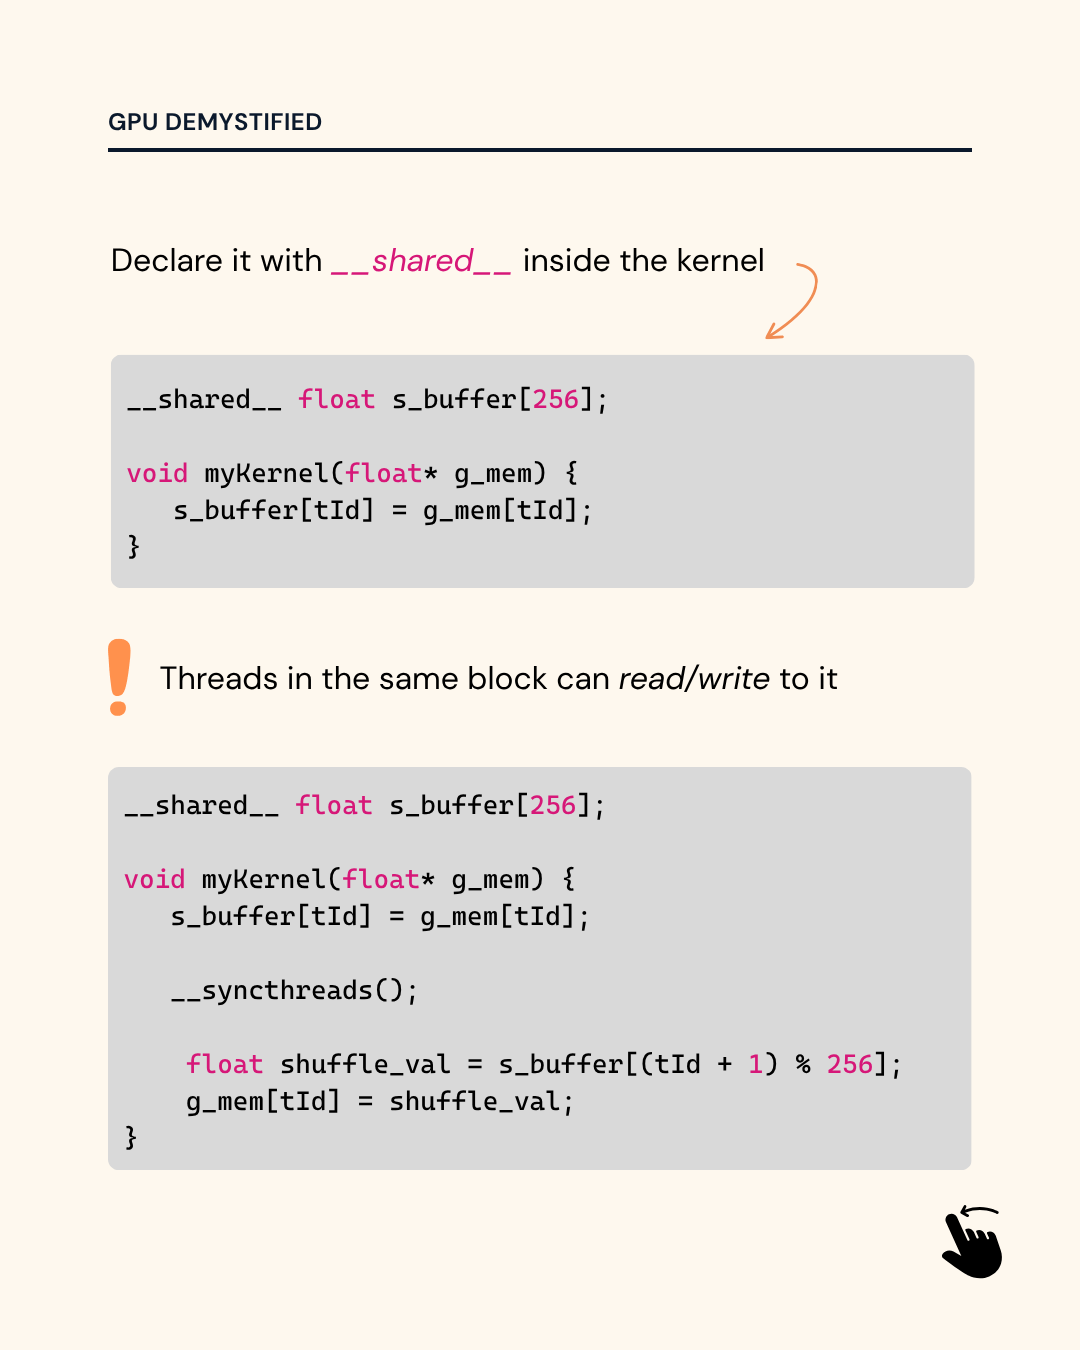 GPU DEMYSTIFIED
Declare it with __shared__ inside the kernel
__shared__ float s_buffer[256];
void myKernel(float* g_mem) {
   s_buffer[tId] = g_mem[tId];
}
! Threads in the same block can read/write to it
__shared__ float s_buffer[256];
void myKernel(float* g_mem) {
   s_buffer[tId] = g_mem[tId];
   __syncthreads();
    float shuffle_val = s_buffer[(tId + 1) % 256];
    g_mem[tId] = shuffle_val;
}